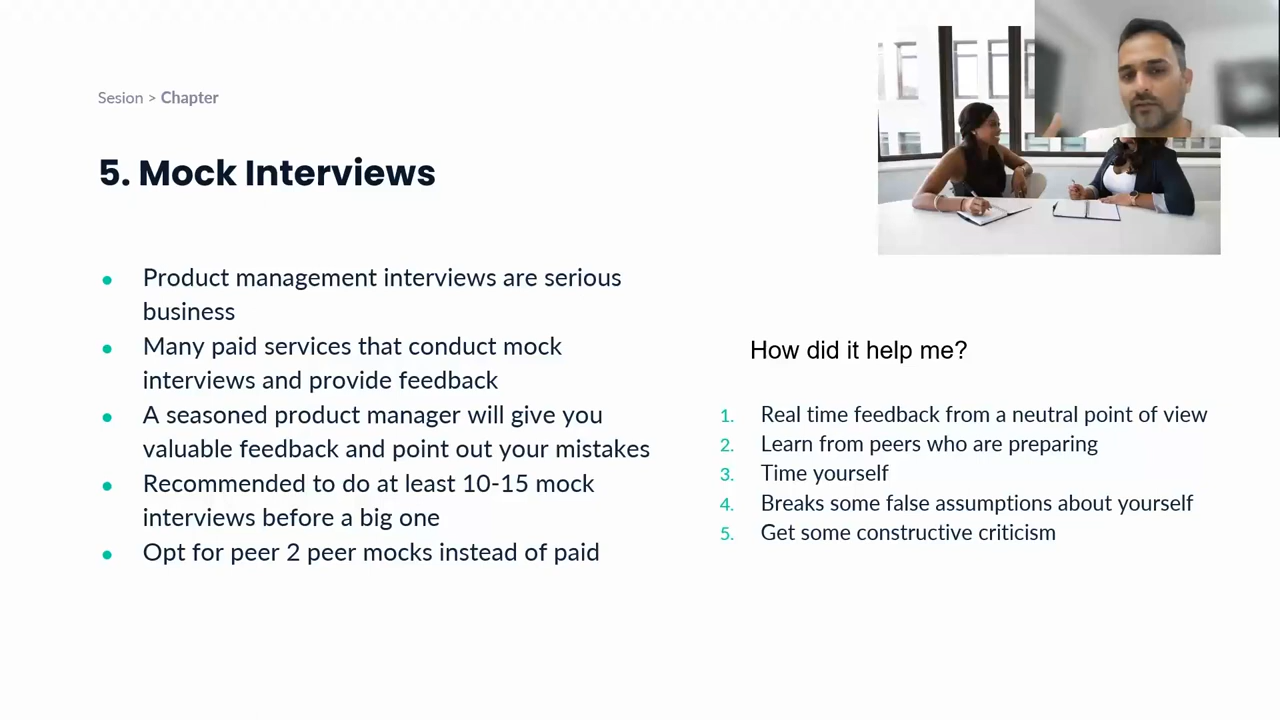 Sesion > Chapter
5. Mock Interviews
● Product management interviews are serious
business
● Many paid services that conduct mock
interviews and provide feedback
● A seasoned product manager will give you
valuable feedback and point out your mistakes
● Recommended to do at least 10-15 mock
interviews before a big one
● Opt for peer 2 peer mocks instead of paid
How did it help me?
1. Real time feedback from a neutral point of view
2. Learn from peers who are preparing
3. Time yourself
4. Breaks some false assumptions about yourself
5. Get some constructive criticism